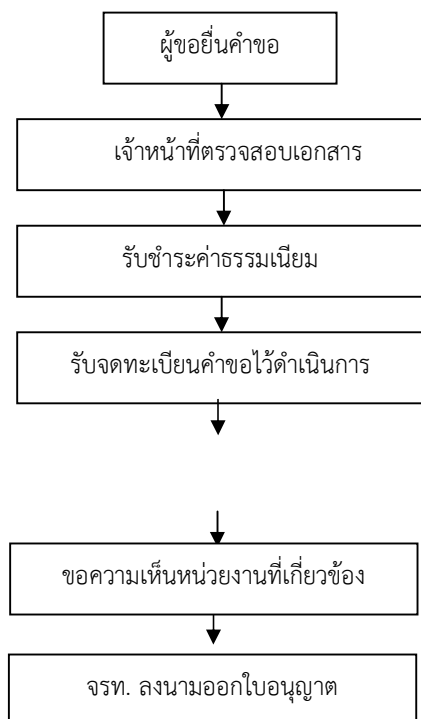 ผู้ขอยื่นคำขอ
เจ้าหน้าที่ตรวจสอบเอกสาร
รับชำระค่าธรรมเนียม
รับจดทะเบียนคำขอไว้ดำเนินการ
ขอความเห็นหน่วยงานที่เกี่ยวข้อง
จรท. ลงนามออกใบอนุญาต